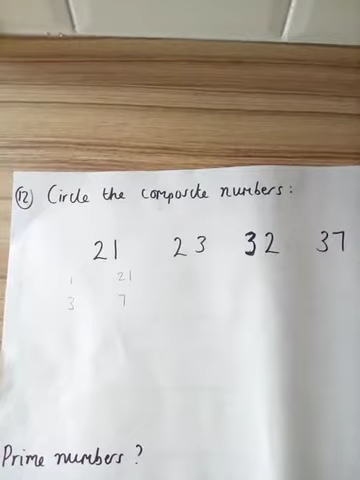 12 Circle the composite numbers:
21 23 32 37
1 21
3 7
Prime numbers?